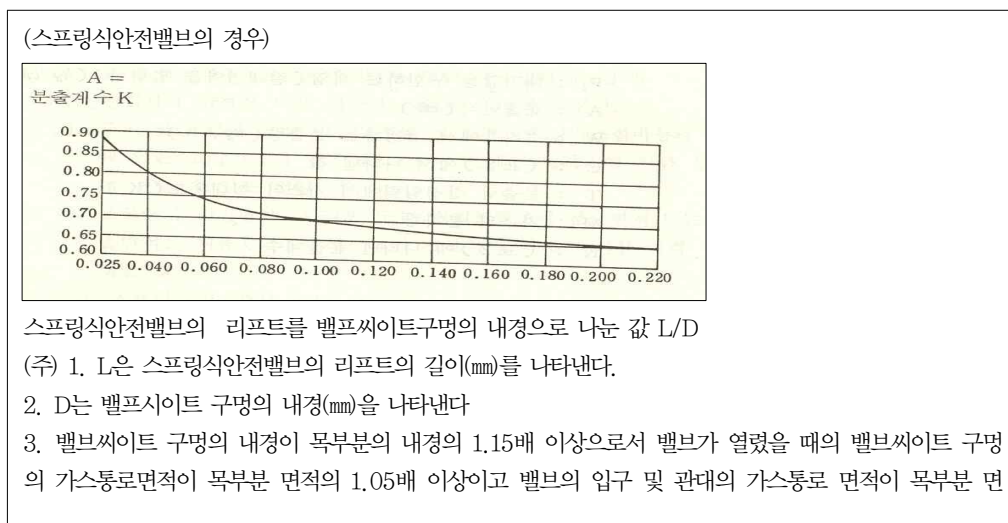 (스프링식안전밸브의 경우)
A =
분출계수 K
0.90
0.85
0.80
0.75
0.70
0.65
0.60
0.025 0.040 0.060 0.080 0.100 0.120 0.140 0.160 0.180 0.200 0.220
스프링식안전밸브의 리프트를 밸프씨이트구멍의 내경으로 나눈 값 L/D
(주) 1. L은 스프링식안전밸브의 리프트의 길이(㎜)를 나타낸다.
2. D는 밸프시이트 구멍의 내경(㎜)을 나타낸다
3. 밸브씨이트 구멍의 내경이 목부분의 내경의 1.15배 이상으로서 밸브가 열렸을 때의 밸브씨이트 구멍
의 가스통로면적이 목부분 면적의 1.05배 이상이고 밸브의 입구 및 관대의 가스통로 면적이 목부분 면